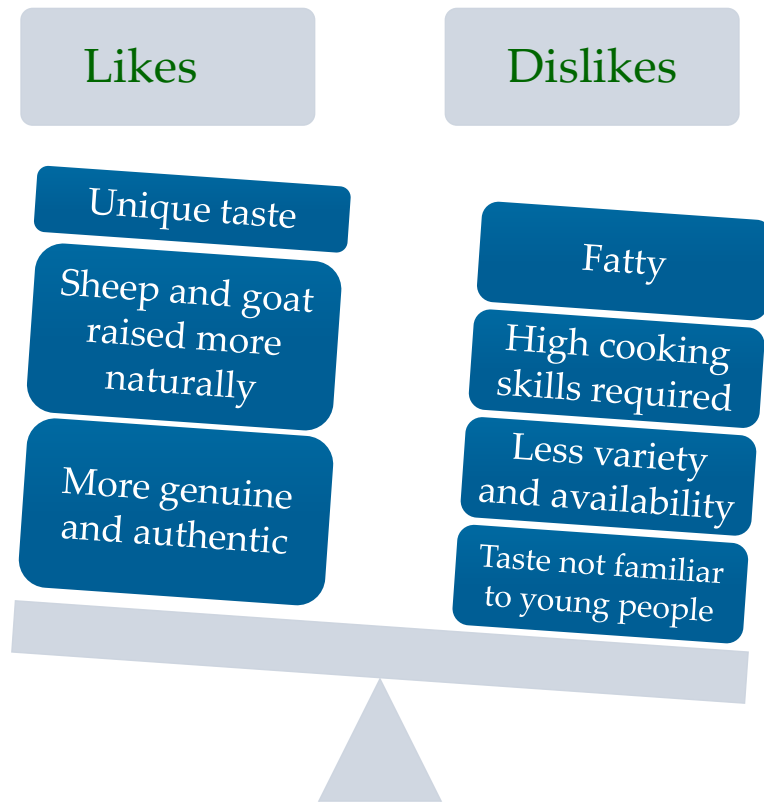 Likes
Unique taste
Sheep and goat
raised more
naturally
More genuine
and authentic
Dislikes
Fatty
High cooking
skills required
Less variety
and availability
Taste not familiar
to young people